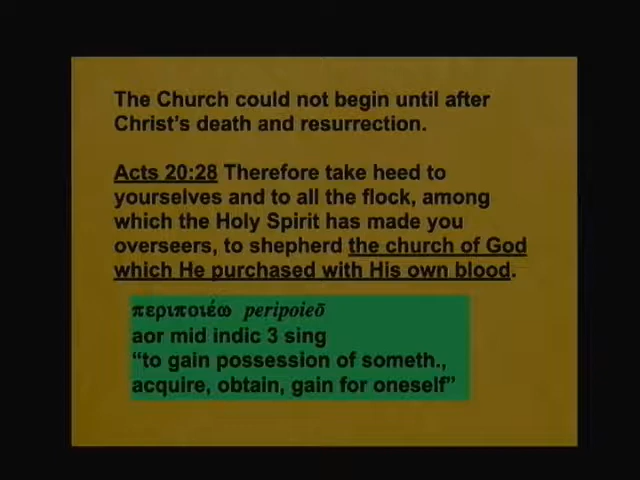 The Church could not begin until after
Christ's death and resurrection.
Acts 20:28 Therefore take heed to
yourselves and to all the flock, among
which the Holy Spirit has made you
overseers, to shepherd the church of God
which He purchased with His own blood.
περιποιέω peripoieō
aor mid indic 3 sing
“to gain possession of someth.,
acquire, obtain, gain for oneself”